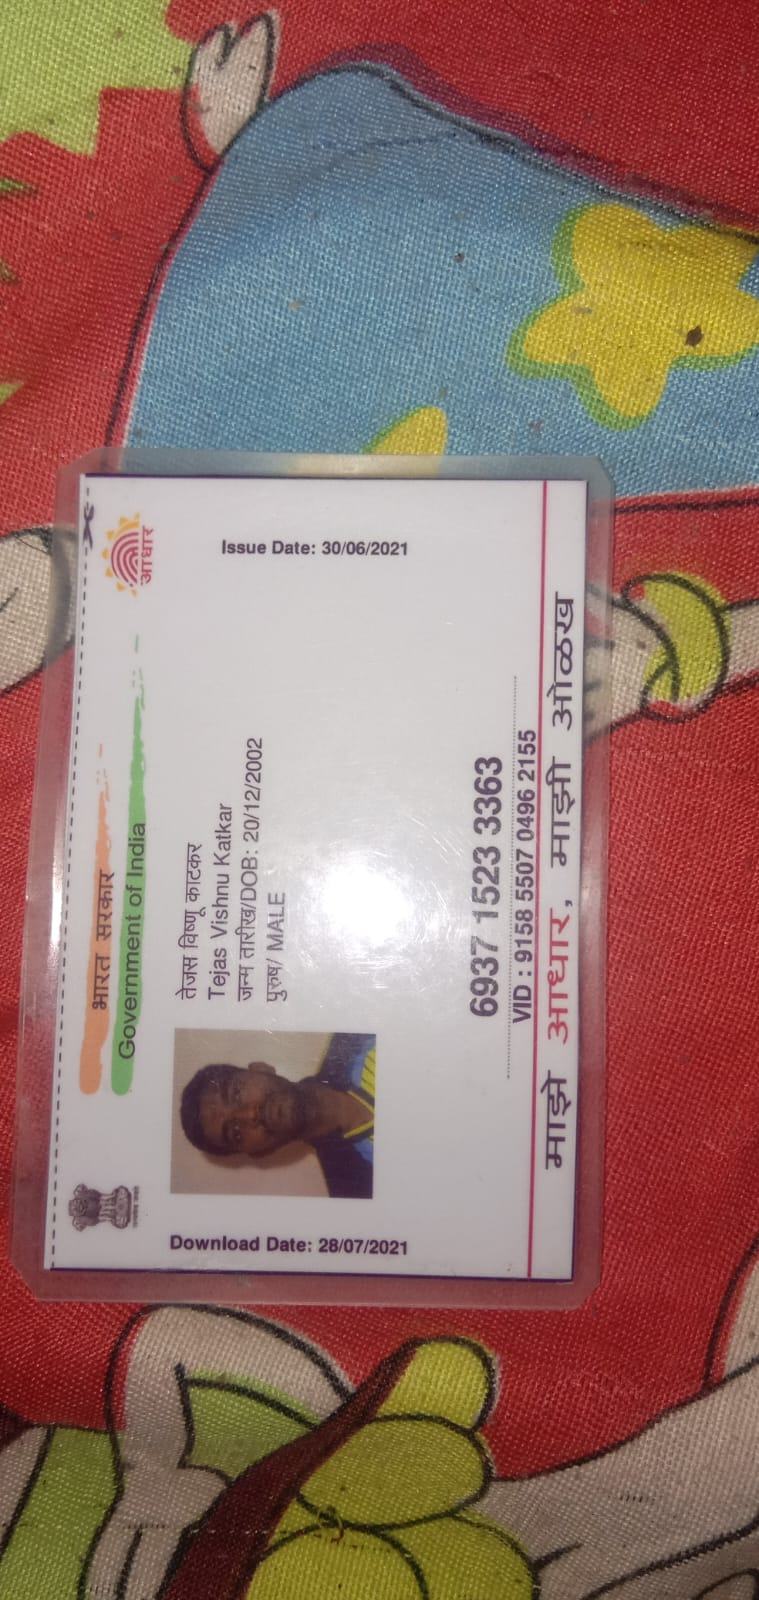 भारत सरकार
Government of India
आधार
Issue Date: 30/06/2021
Download Date: 28/07/2021
तेजस विष्णू काटकर
Tejas Vishnu Katkar
जन्म तारीख/DOB: 20/12/2002
पुरुष/ MALE
6937 1523 3363
VID : 9158 5507 0496 2155
माझे आधार, माझी ओळख